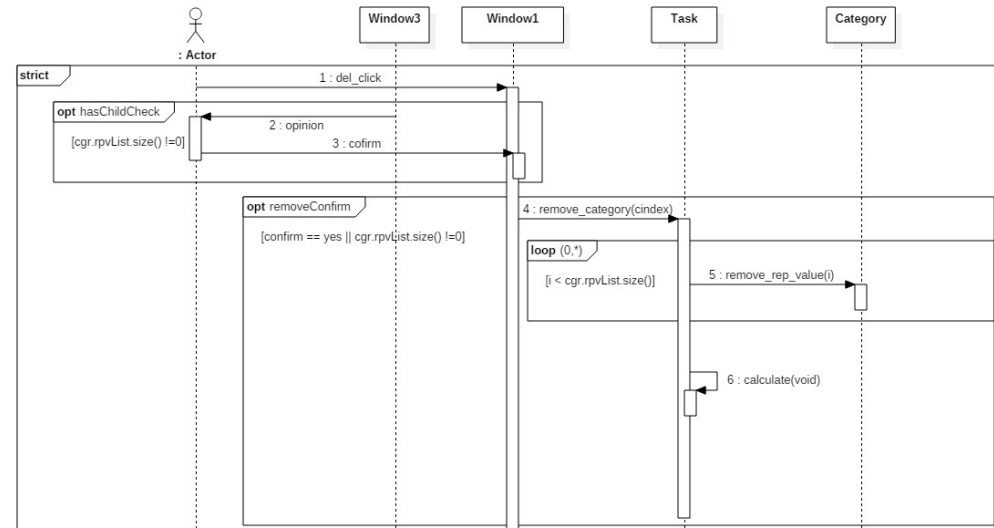 Window3
Window1
Task
Category
: Actor
strict
1 : del_click
opt hasChildCheck
2 : opinion
[cgr.rpvList.size() !=0]
3 : cofirm
opt removeConfirm
4 : remove_category(cindex)
[confirm == yes || cgr.rpvList.size() !=0]
loop (0,*)
5 : remove_rep_value(i)
[i < cgr.rpvList.size()]
6 : calculate(void)